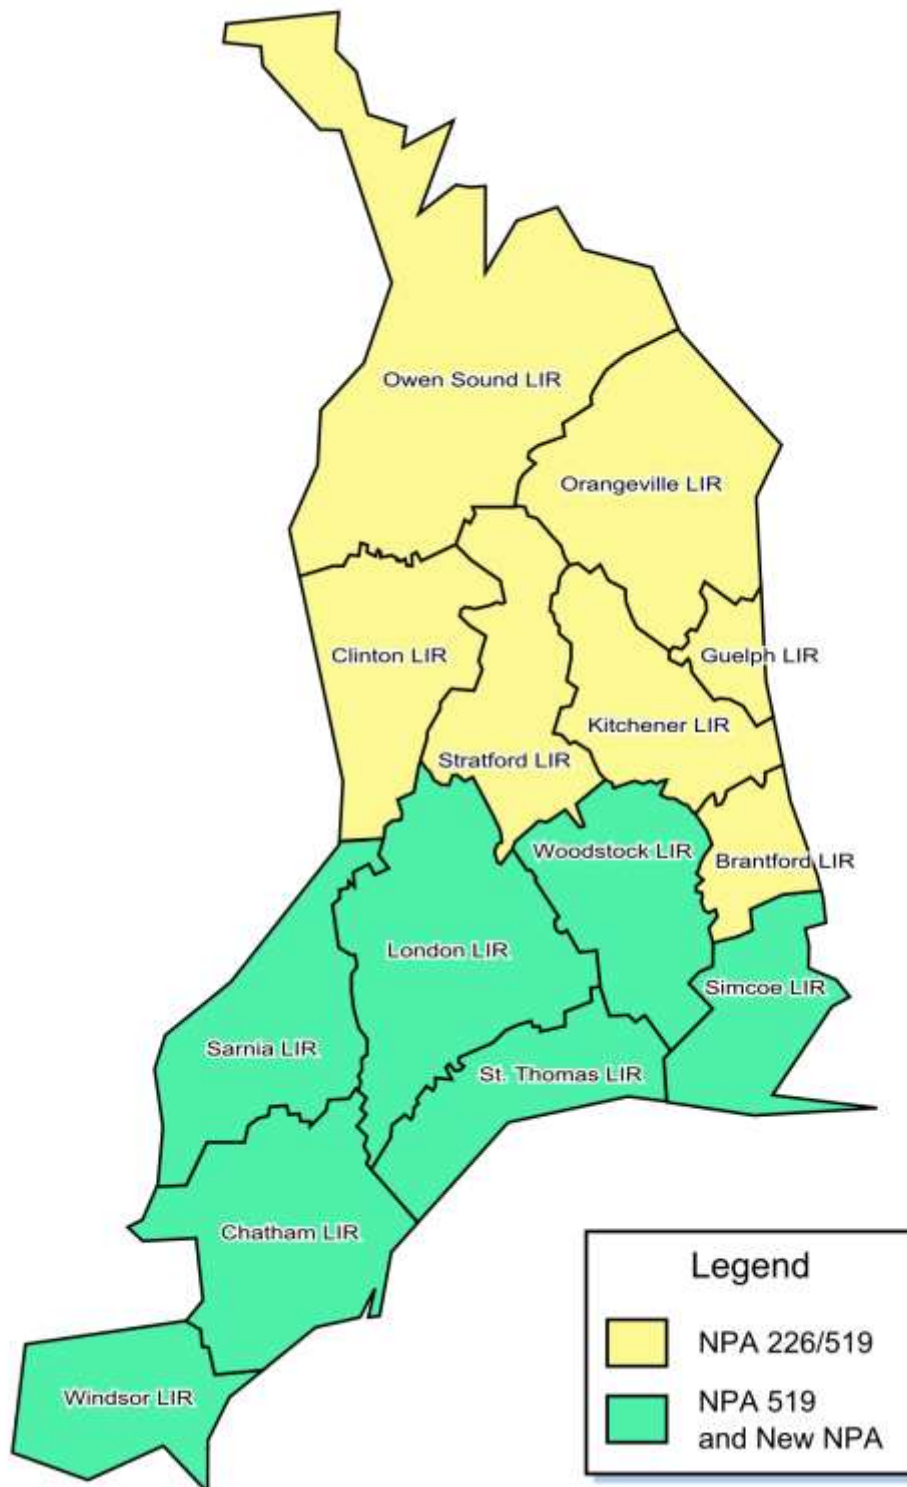 Owen Sound LIR
Orangeville LIR
Clinton LIR
Guelph LIR
Kitchener LIR
Stratford LIR
Woodstock LIR
Brantford LIR
London LIR
Simcoe LIR
Sarnia LIR
St. Thomas LIR
Chatham LIR
Windsor LIR
Legend
NPA 226/519
NPA 519
and New NPA